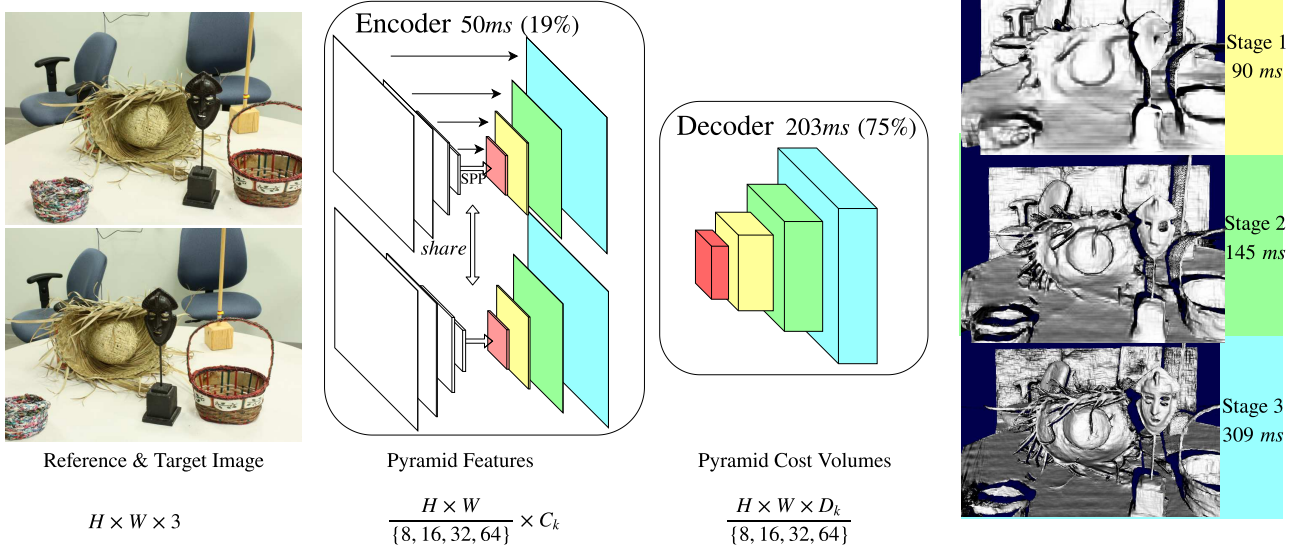 Encoder 50ms (19%)
SPP
share
Decoder 203ms (75%)
Stage 1
90 ms
Stage 2
145 ms
Stage 3
309 ms
Reference & Target Image
Pyramid Features
Pyramid Cost Volumes
H × W × 3
H × W
{8, 16, 32, 64}
× C_k
H × W × D_k
{8, 16, 32, 64}